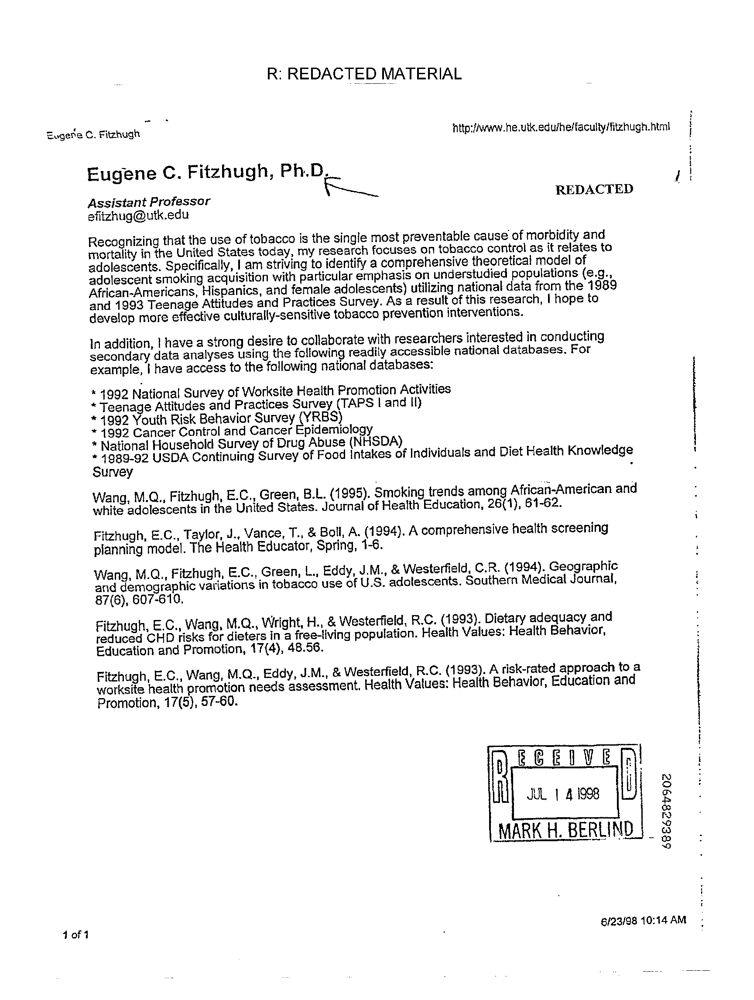 R: REDACTED MATERIAL
Eugene C. Fitzhugh
http://www.he.utk.edu/he/faculty/fitzhugh.html
Eugene C. Fitzhugh, Ph.D.
REDACTED
Assistant Professor
efitzhug@utk.edu
Recognizing that the use of tobacco is the single most preventable cause of morbidity and
mortality in the United States today, my research focuses on tobacco control as it relates to
adolescents. Specifically, I am striving to identify a comprehensive theoretical model of
adolescent smoking acquisition with particular emphasis on understudied populations (e.g.,
African-Americans, Hispanics, and female adolescents) utilizing national data from the 1989
and 1993 Teenage Attitudes and Practices Survey. As a result of this research, I hope to
develop more effective culturally-sensitive tobacco prevention interventions.
In addition, I have a strong desire to collaborate with researchers interested in conducting
secondary data analyses using the following readily accessible national databases. For
example, I have access to the following national databases:
* 1992 National Survey of Worksite Health Promotion Activities
* Teenage Attitudes and Practices Survey (TAPS I and II)
* 1992 Youth Risk Behavior Survey (YRBS)
* 1992 Cancer Control and Cancer Epidemiology
* National Household Survey of Drug Abuse (NHSDA)
* 1989-92 USDA Continuing Survey of Food Intakes of Individuals and Diet Health Knowledge
Survey
Wang, M.Q., Fitzhugh, E.C., Green, B.L. (1995). Smoking trends among African-American and
white adolescents in the United States. Journal of Health Education, 26(1), 61-62.
Fitzhugh, E.C., Taylor, J., Vance, T., & Boll, A. (1994). A comprehensive health screening
planning model. The Health Educator, Spring, 1-6.
Wang, M.Q., Fitzhugh, E.C., Green, L., Eddy, J.M., & Westerfield, C.R. (1994). Geographic
and demographic variations in tobacco use of U.S. adolescents. Southern Medical Journal,
87(6), 607-610.
Fitzhugh, E.C., Wang, M.Q., Wright, H., & Westerfield, R.C. (1993). Dietary adequacy and
reduced CHD risks for dieters in a free-living population. Health Values: Health Behavior,
Education and Promotion, 17(4), 48.56.
Fitzhugh, E.C., Wang, M.Q., Eddy, J.M., & Westerfield, R.C. (1993). A risk-rated approach to a
worksite health promotion needs assessment. Health Values: Health Behavior, Education and
Promotion, 17(5), 57-60.
RECEIVED
JUL 14 1998
MARK H. BERLIND
2064829389
6/23/98 10:14 AM
1 of 1